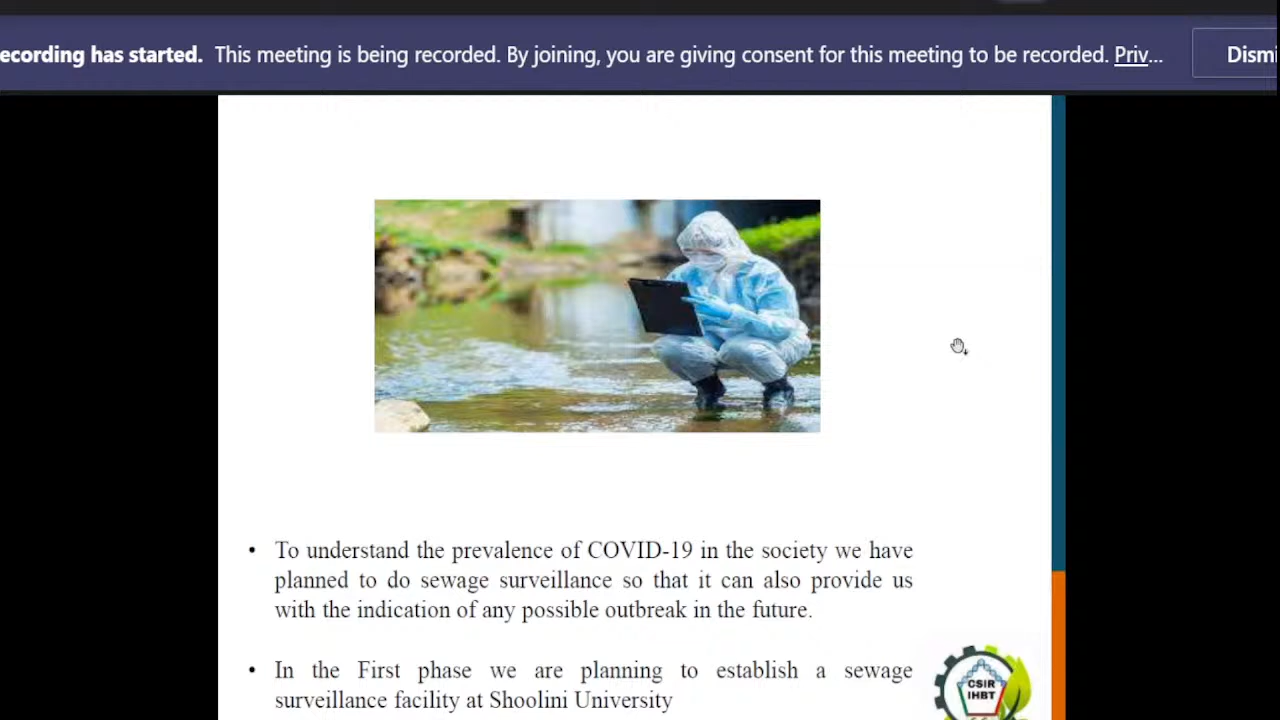 ecording has started. This meeting is being recorded. By joining, you are giving consent for this meeting to be recorded. Priv...
Dismi
• To understand the prevalence of COVID-19 in the society we have
planned to do sewage surveillance so that it can also provide us
with the indication of any possible outbreak in the future.
• In the First phase we are planning to establish a sewage
surveillance facility at Shoolini University
CSIR
IHBT